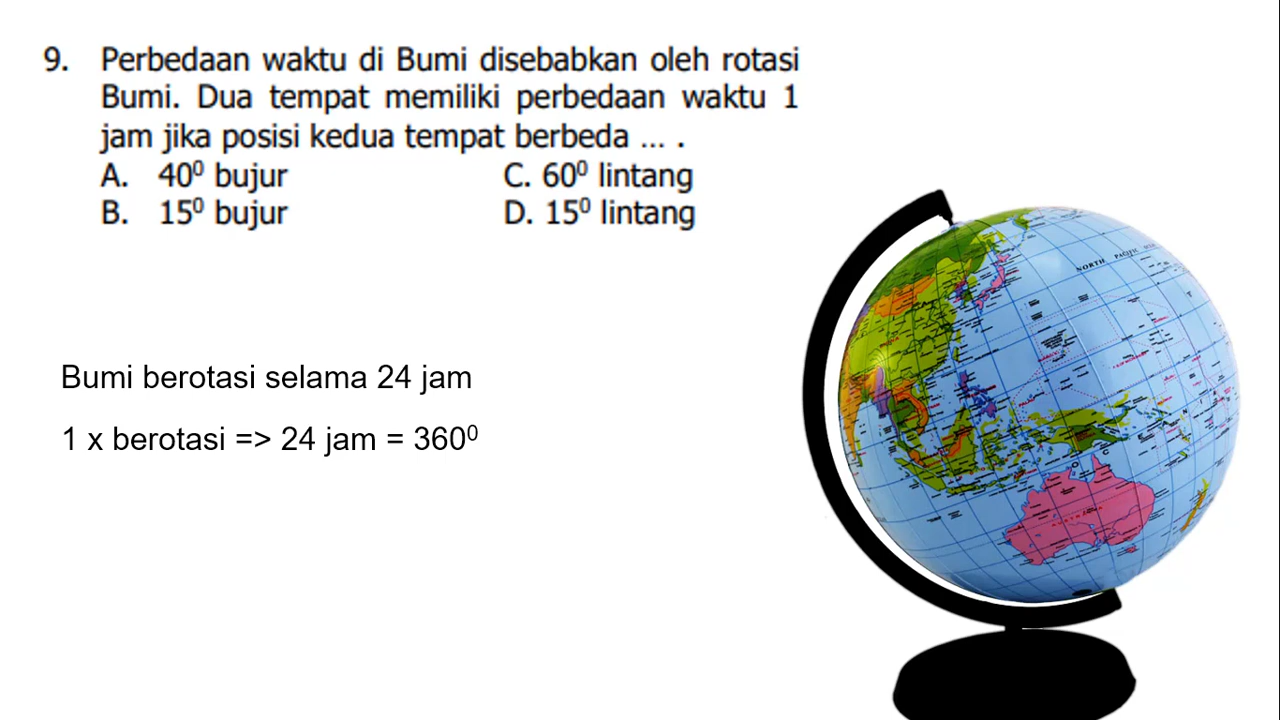 9. Perbedaan waktu di Bumi disebabkan oleh rotasi
Bumi. Dua tempat memiliki perbedaan waktu 1
jam jika posisi kedua tempat berbeda ... .
A. 40⁰ bujur C. 60⁰ lintang
B. 15⁰ bujur D. 15⁰ lintang
Bumi berotasi selama 24 jam
1 x berotasi => 24 jam = 360⁰
NORTH PACIFIC
AUSTRALIA